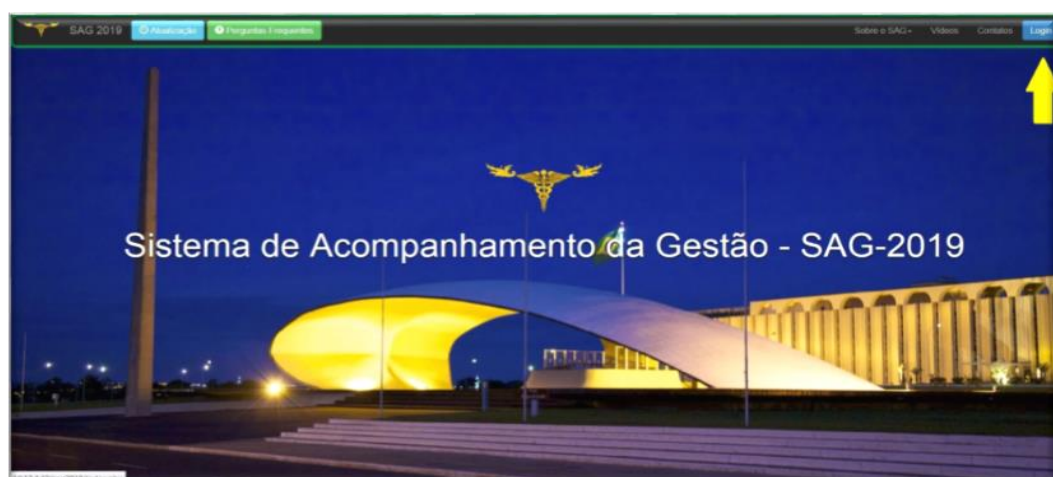 SAG 2019 Atualização Perguntas Frequentes Sobre o SAG Vídeos Contatos Login
Sistema de Acompanhamento da Gestão - SAG-2019